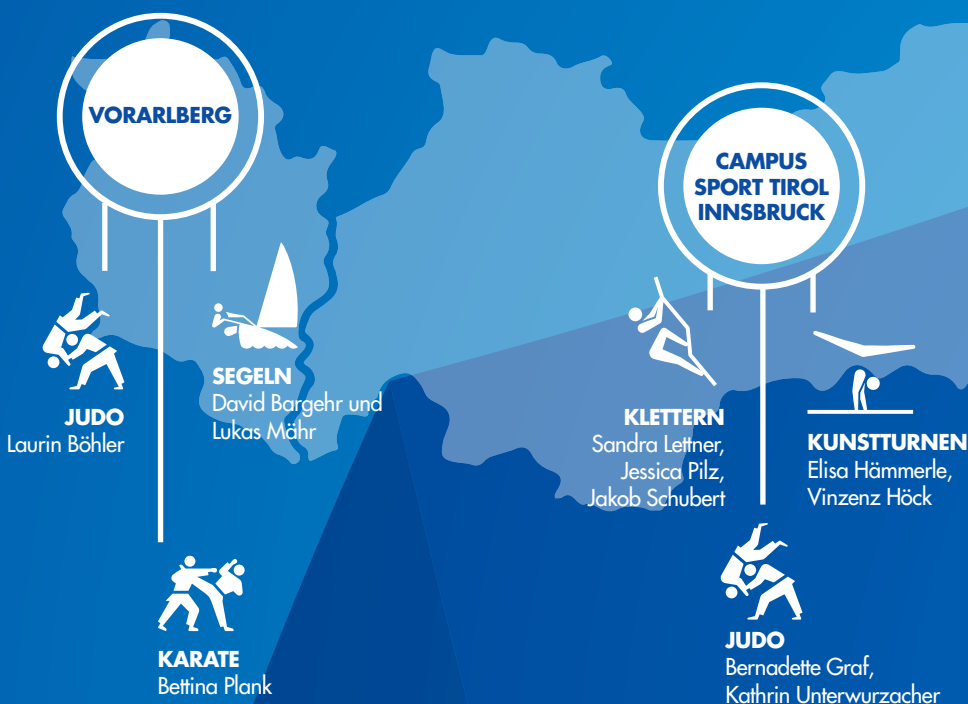 VORARLBERG
JUDO
Laurin Böhler
SEGELN
David Bargehr und
Lukas Mähr
KARATE
Bettina Plank
CAMPUS
SPORT TIROL
INNSBRUCK
KLETTERN
Sandra Lettner,
Jessica Pilz,
Jakob Schubert
KUNSTTURNEN
Elisa Hämmerle,
Vinzenz Höck
JUDO
Bernadette Graf,
Kathrin Unterwurzacher